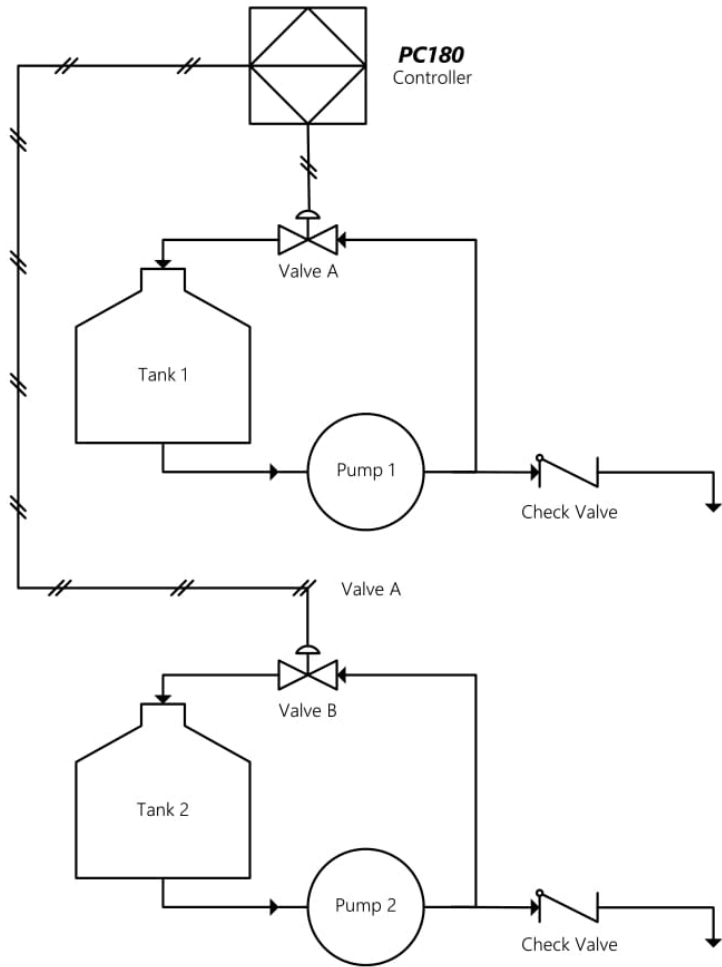 PC180
Controller
Valve A
Tank 1
Pump 1
Check Valve
Valve A
Valve B
Tank 2
Pump 2
Check Valve